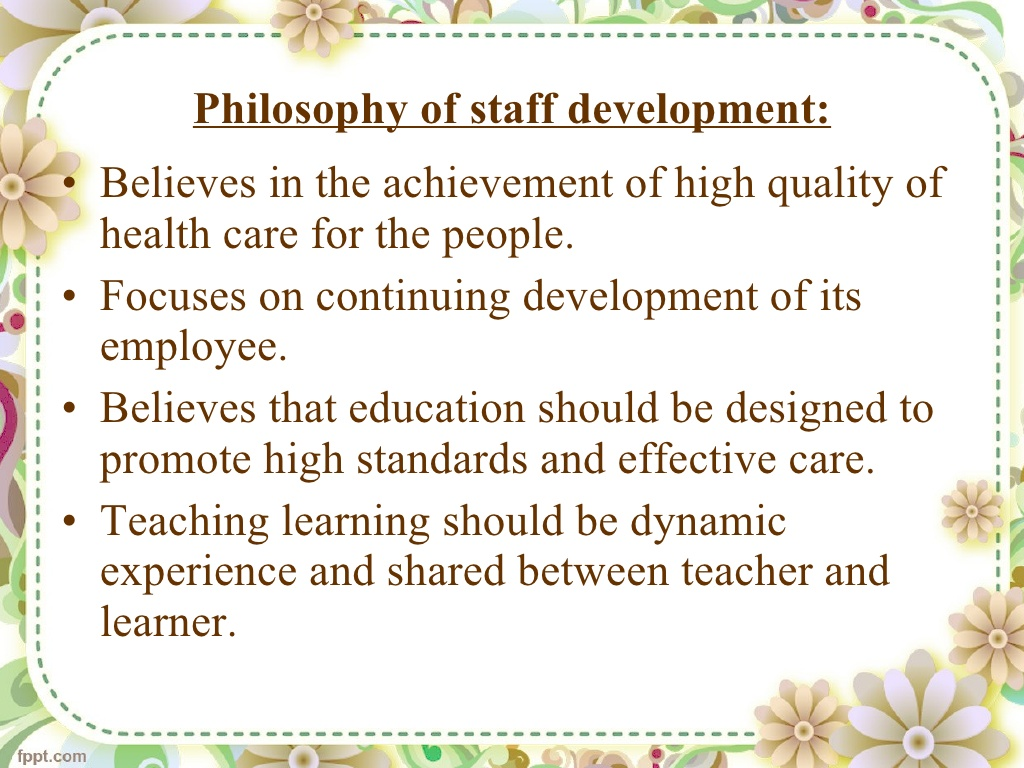 Philosophy of staff development:
• Believes in the achievement of high quality of
health care for the people.
• Focuses on continuing development of its
employee.
• Believes that education should be designed to
promote high standards and effective care.
• Teaching learning should be dynamic
experience and shared between teacher and
learner.
fppt.com